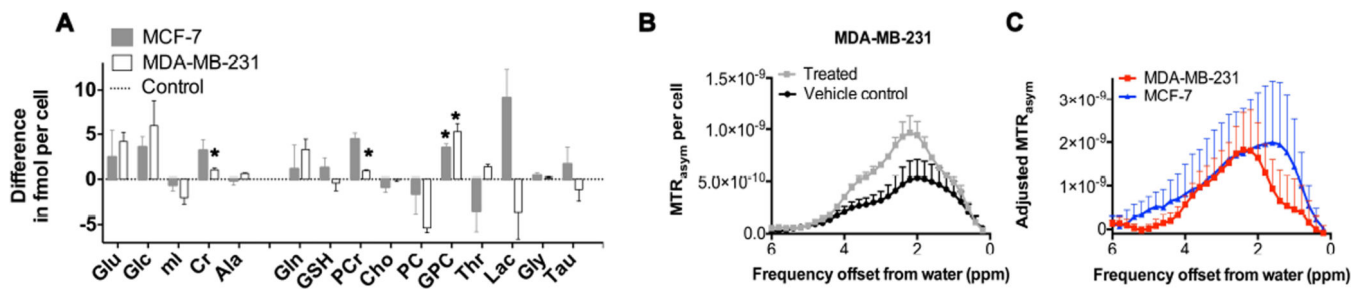 A
MCF-7
MDA-MB-231
Control
Difference
in fmol per cell
10
5
0
-5
Glu
Glc
mI
Cr
Ala
Gln
GSH
PCr
Cho
PC
GPC
Thr
Lac
Gly
Tau
*
*
*
*
B
MDA-MB-231
Treated
Vehicle control
MTRasym per cell
1.5×10-9
1.0×10-9
5.0×10-10
0
6
4
2
0
Frequency offset from water (ppm)
C
MDA-MB-231
MCF-7
Adjusted MTRasym
3×10-9
2×10-9
1×10-9
0
6
4
2
0
Frequency offset from water (ppm)